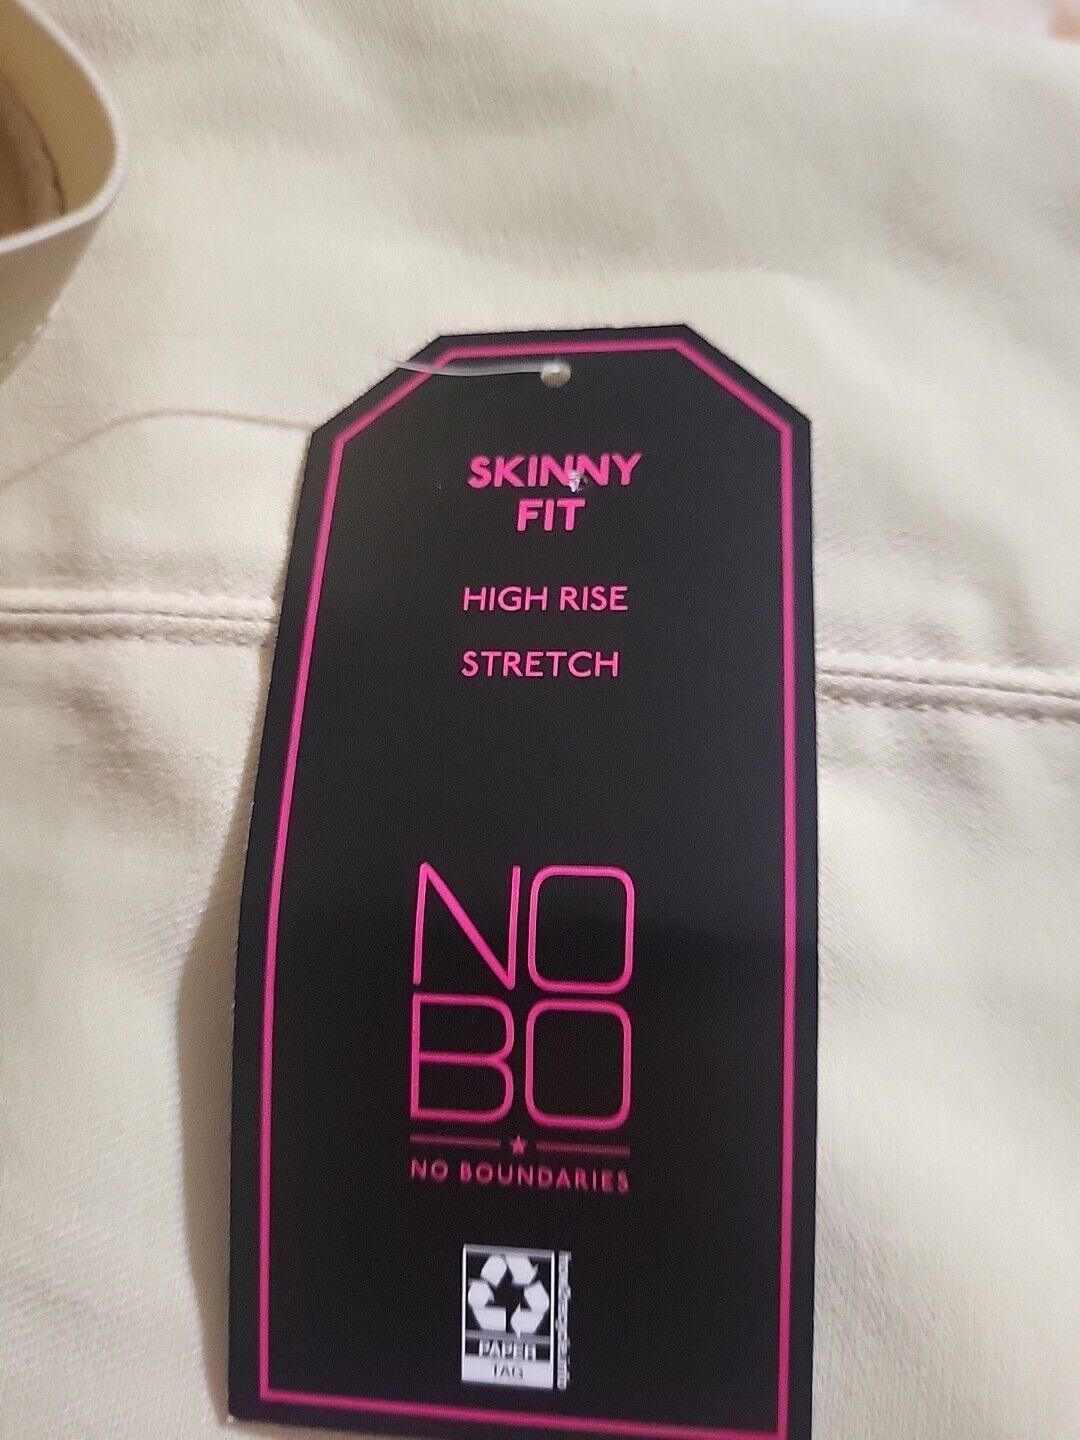 SKINNY
FIT
HIGH RISE
STRETCH
NO
BO
NO BOUNDARIES
PAPER
TAG